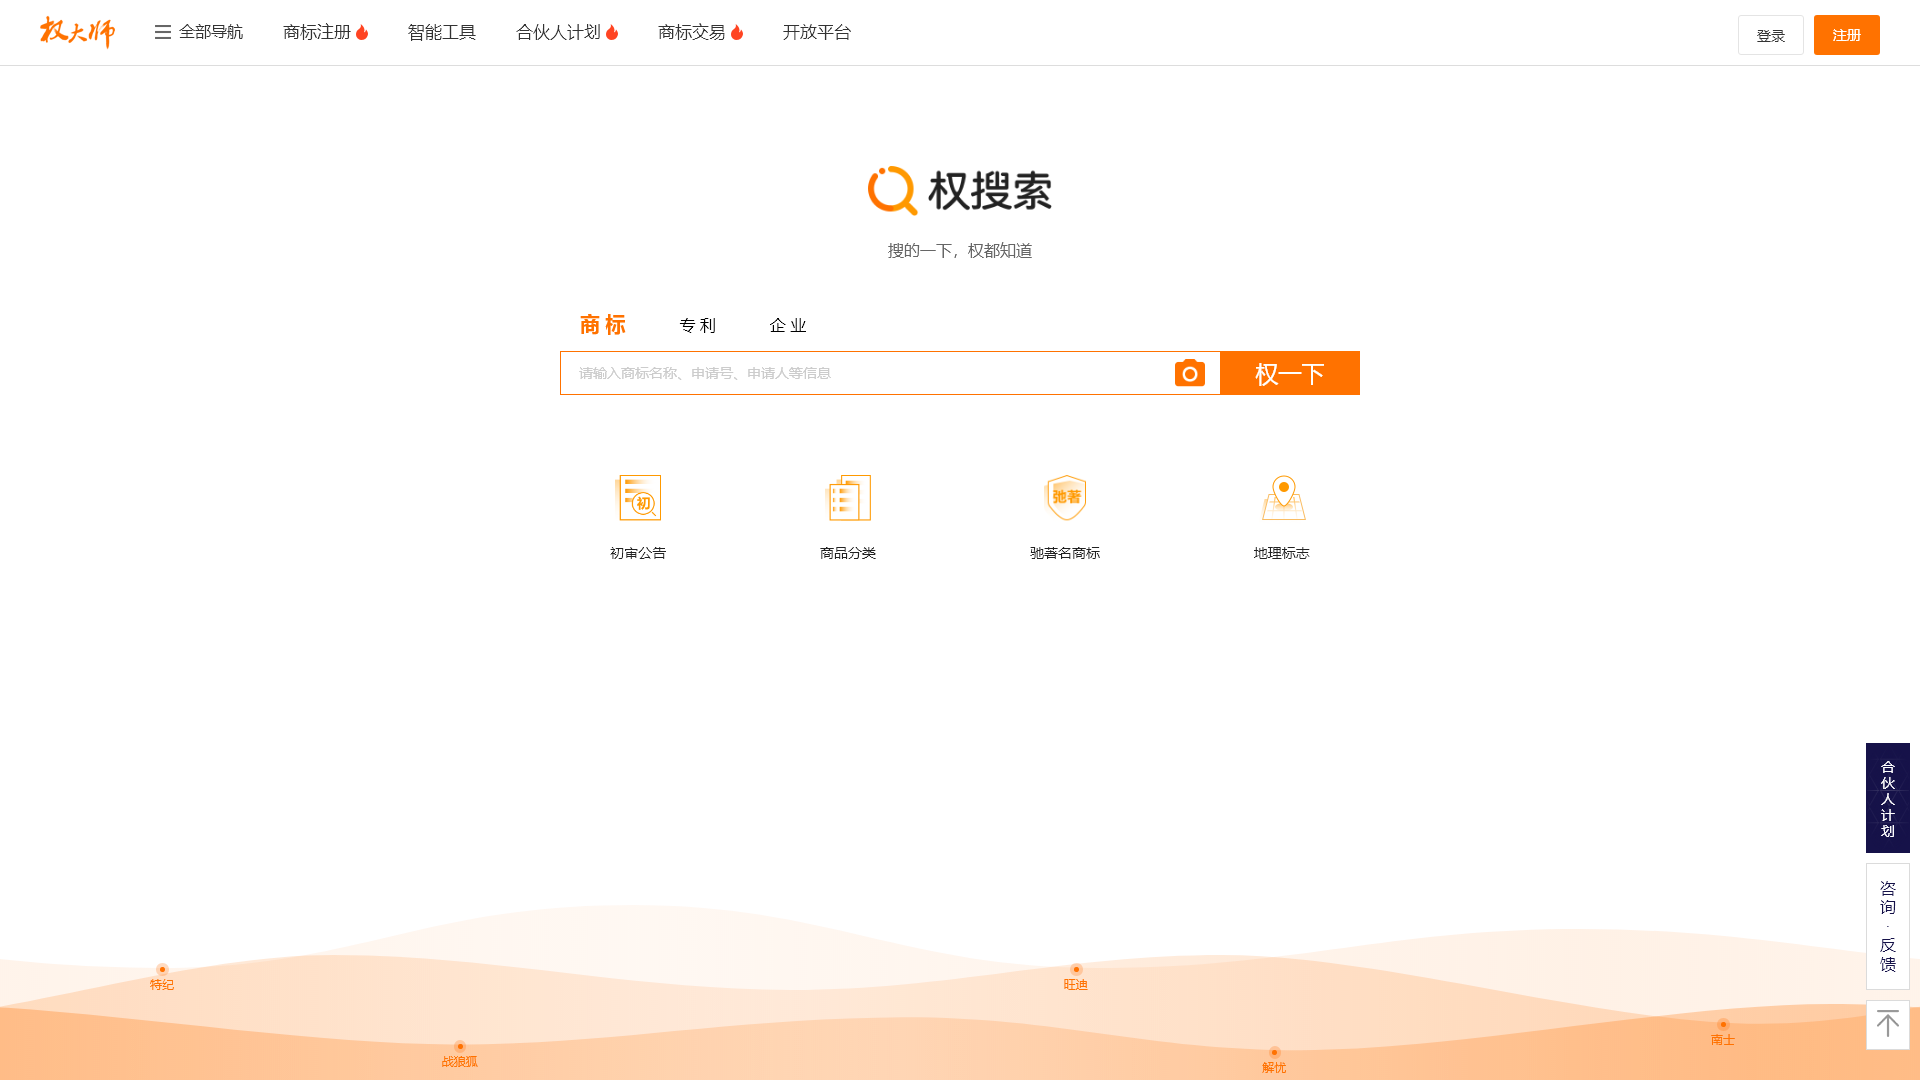 权大师
全部导航
商标注册
智能工具
合伙人计划
商标交易
开放平台
登录
注册
权搜索
搜的一下，权都知道
商标
专利
企业
请输入商标名称、申请号、申请人等信息
权一下
初
弛著
初审公告
商品分类
驰著名商标
地理标志
合伙人计划
咨询·反馈
特纪
旺迪
南士
战狼狐
解忧